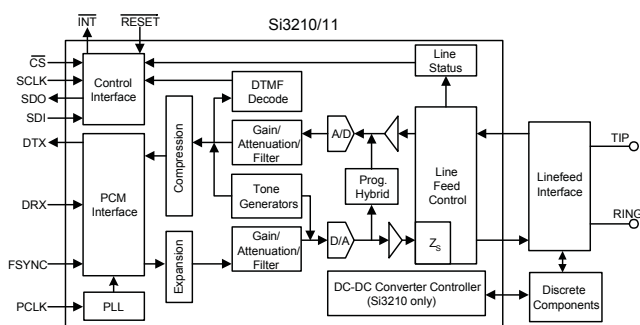 INT
RESET
Si3210/11
CS
SCLK
SDO
SDI
Control
Interface
Line
Status
DTMF
Decode
DTX
DRX
FSYNC
PCLK
PCM
Interface
PLL
Compression
Expansion
Gain/
Attenuation/
Filter
Tone
Generators
Gain/
Attenuation/
Filter
A/D
Prog.
Hybrid
D/A
Line
Feed
Control
ZS
Linefeed
Interface
TIP
RING
DC-DC Converter Controller
(Si3210 only)
Discrete
Components